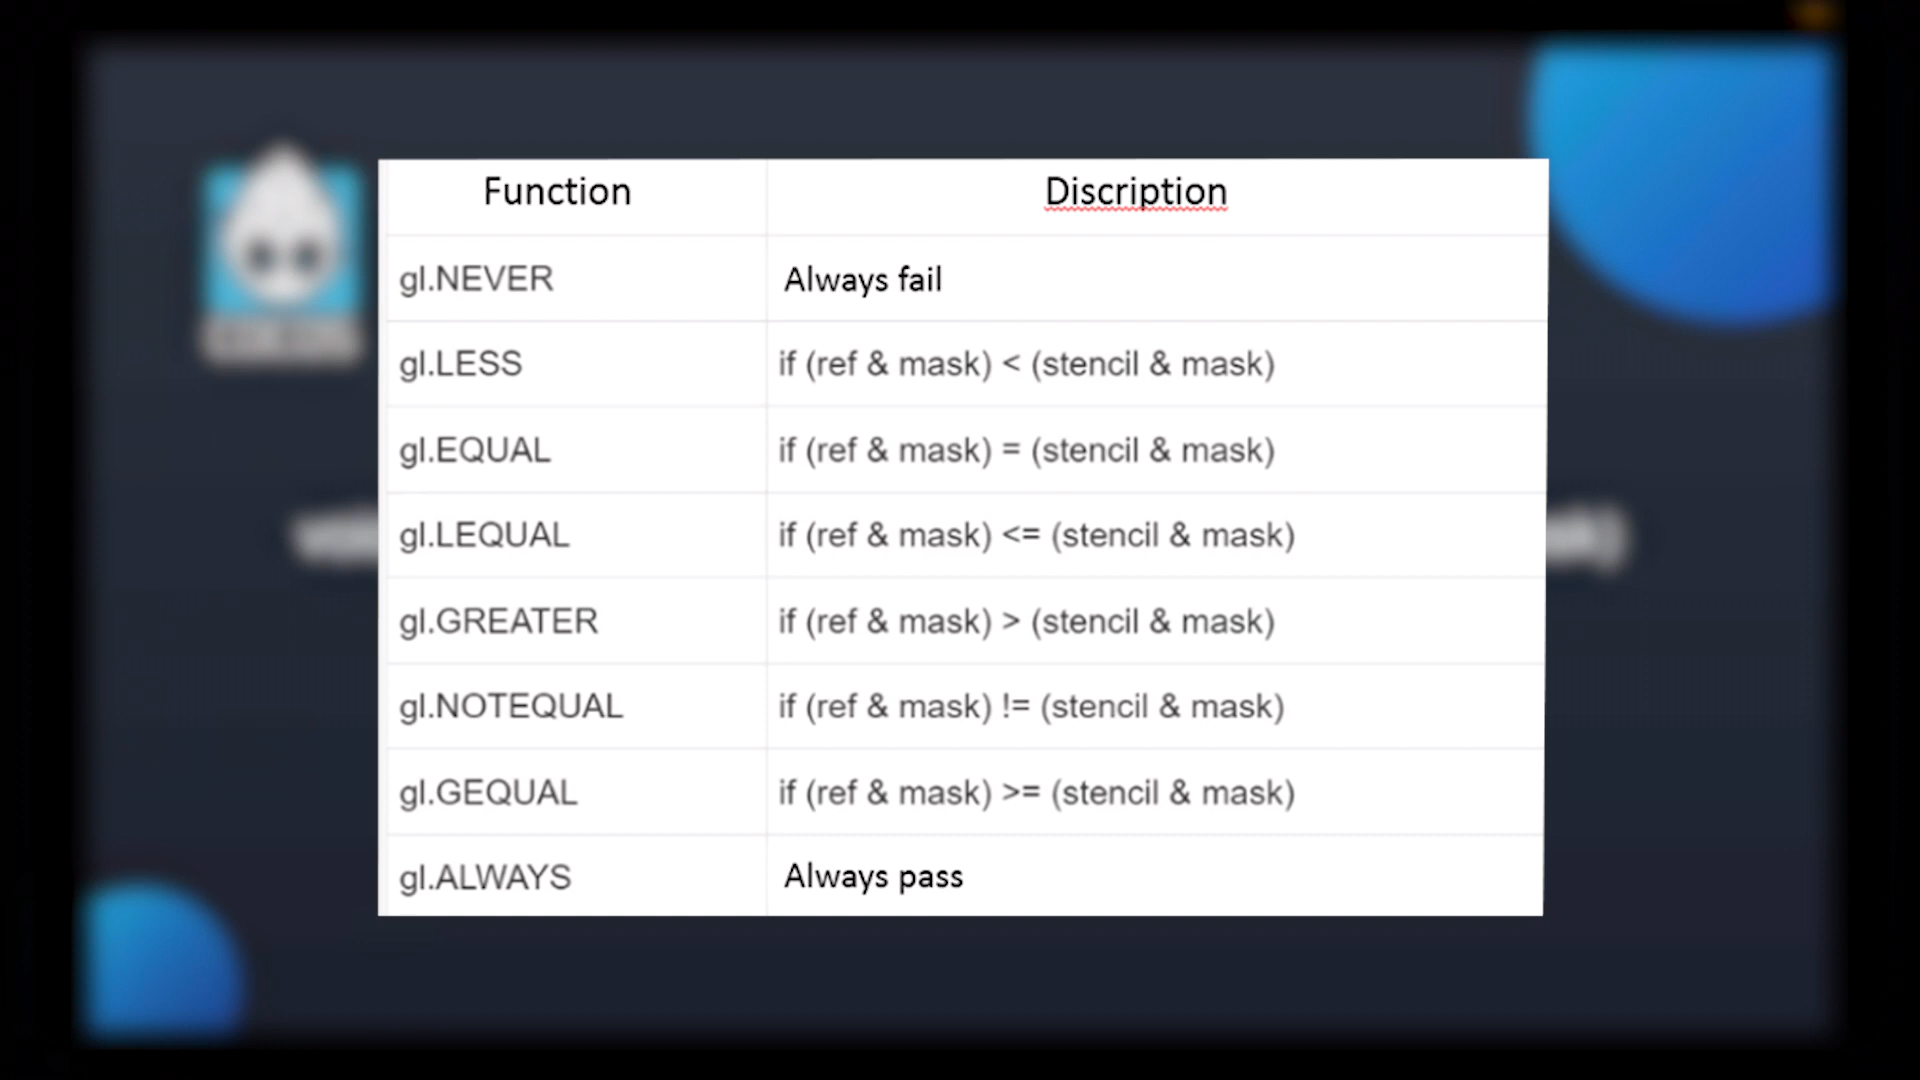 Function Discription
gl.NEVER Always fail
gl.LESS if (ref & mask) < (stencil & mask)
gl.EQUAL if (ref & mask) = (stencil & mask)
gl.LEQUAL if (ref & mask) <= (stencil & mask)
gl.GREATER if (ref & mask) > (stencil & mask)
gl.NOTEQUAL if (ref & mask) != (stencil & mask)
gl.GEQUAL if (ref & mask) >= (stencil & mask)
gl.ALWAYS Always pass